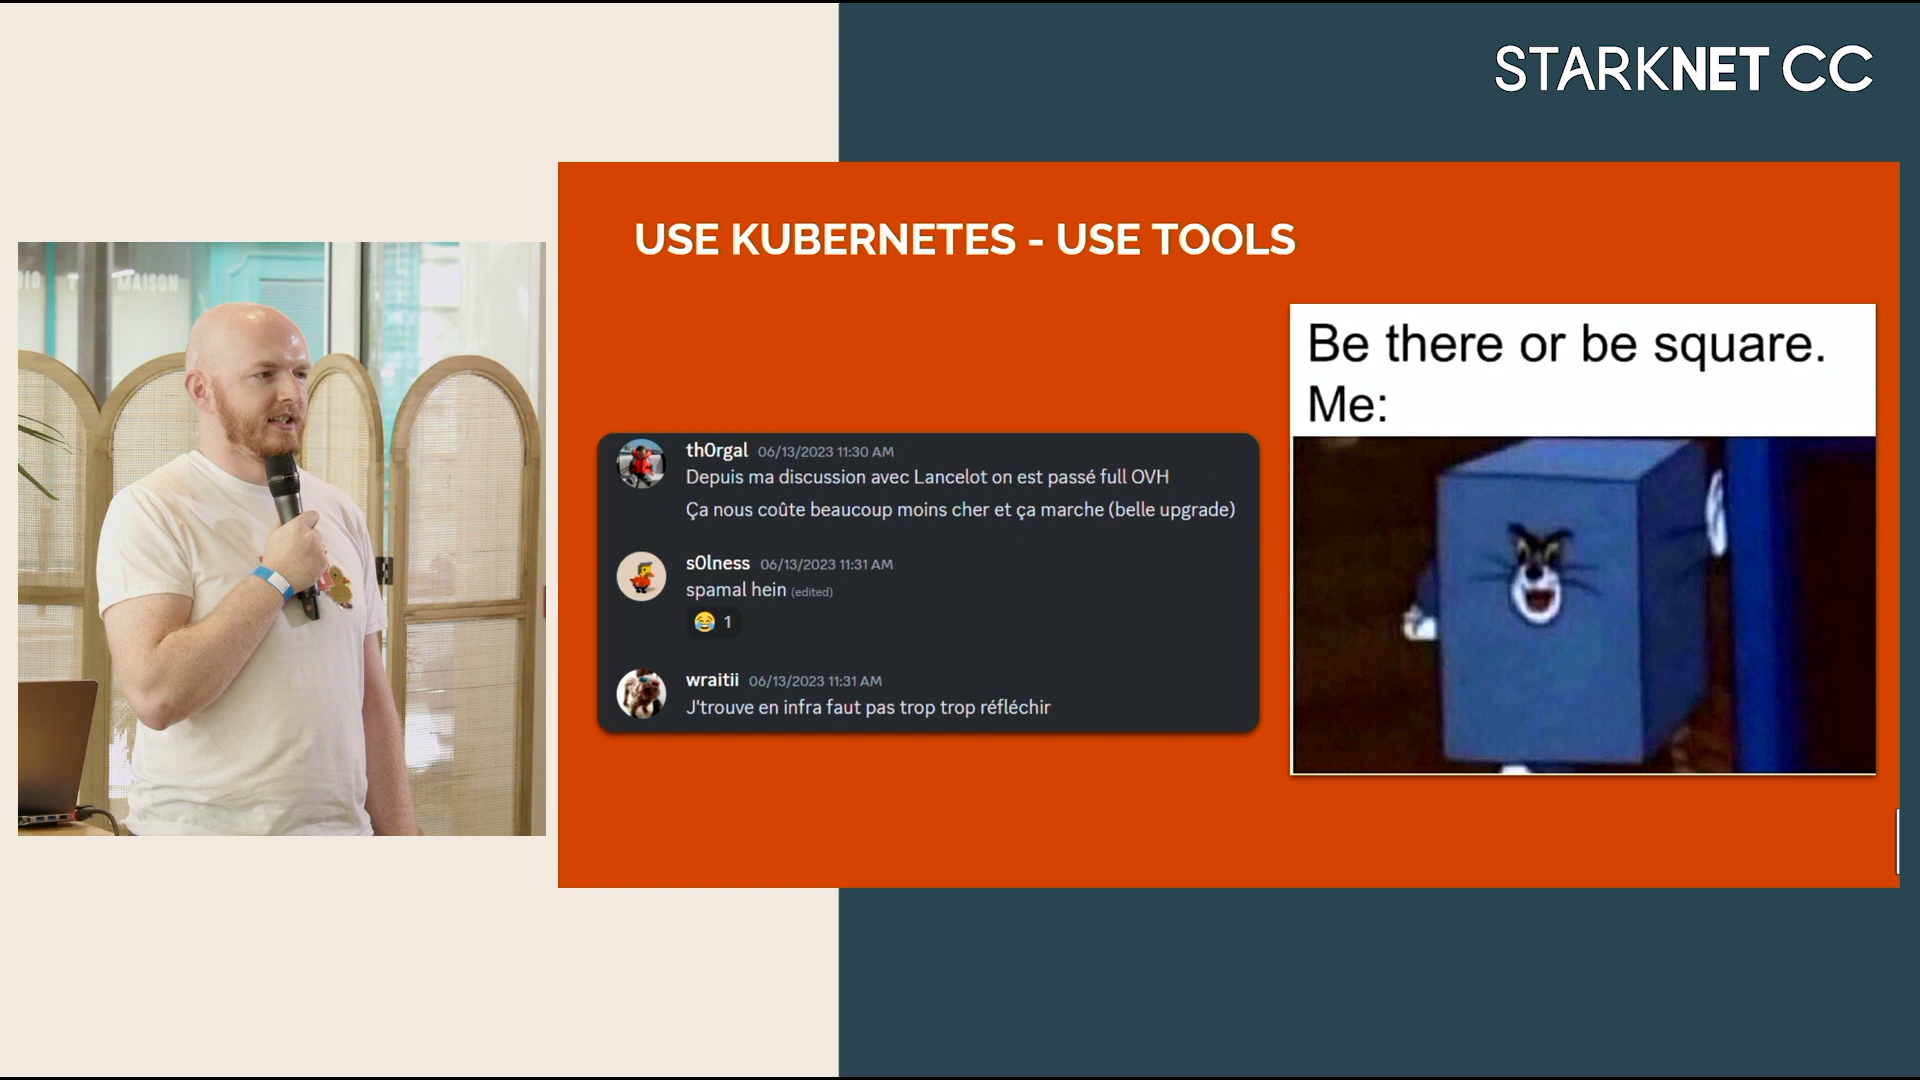 STARKNET CC
USE KUBERNETES - USE TOOLS
Be there or be square.
Me:
th0rgal 06/13/2023 11:30 AM
Depuis ma discussion avec Lancelot on est passé full OVH
Ça nous coûte beaucoup moins cher et ça marche (belle upgrade)
s0lness 06/13/2023 11:31 AM
spamal hein (edited)
😂 1
wraitii 06/13/2023 11:31 AM
J'trouve en infra faut pas trop trop réfléchir
MAISON